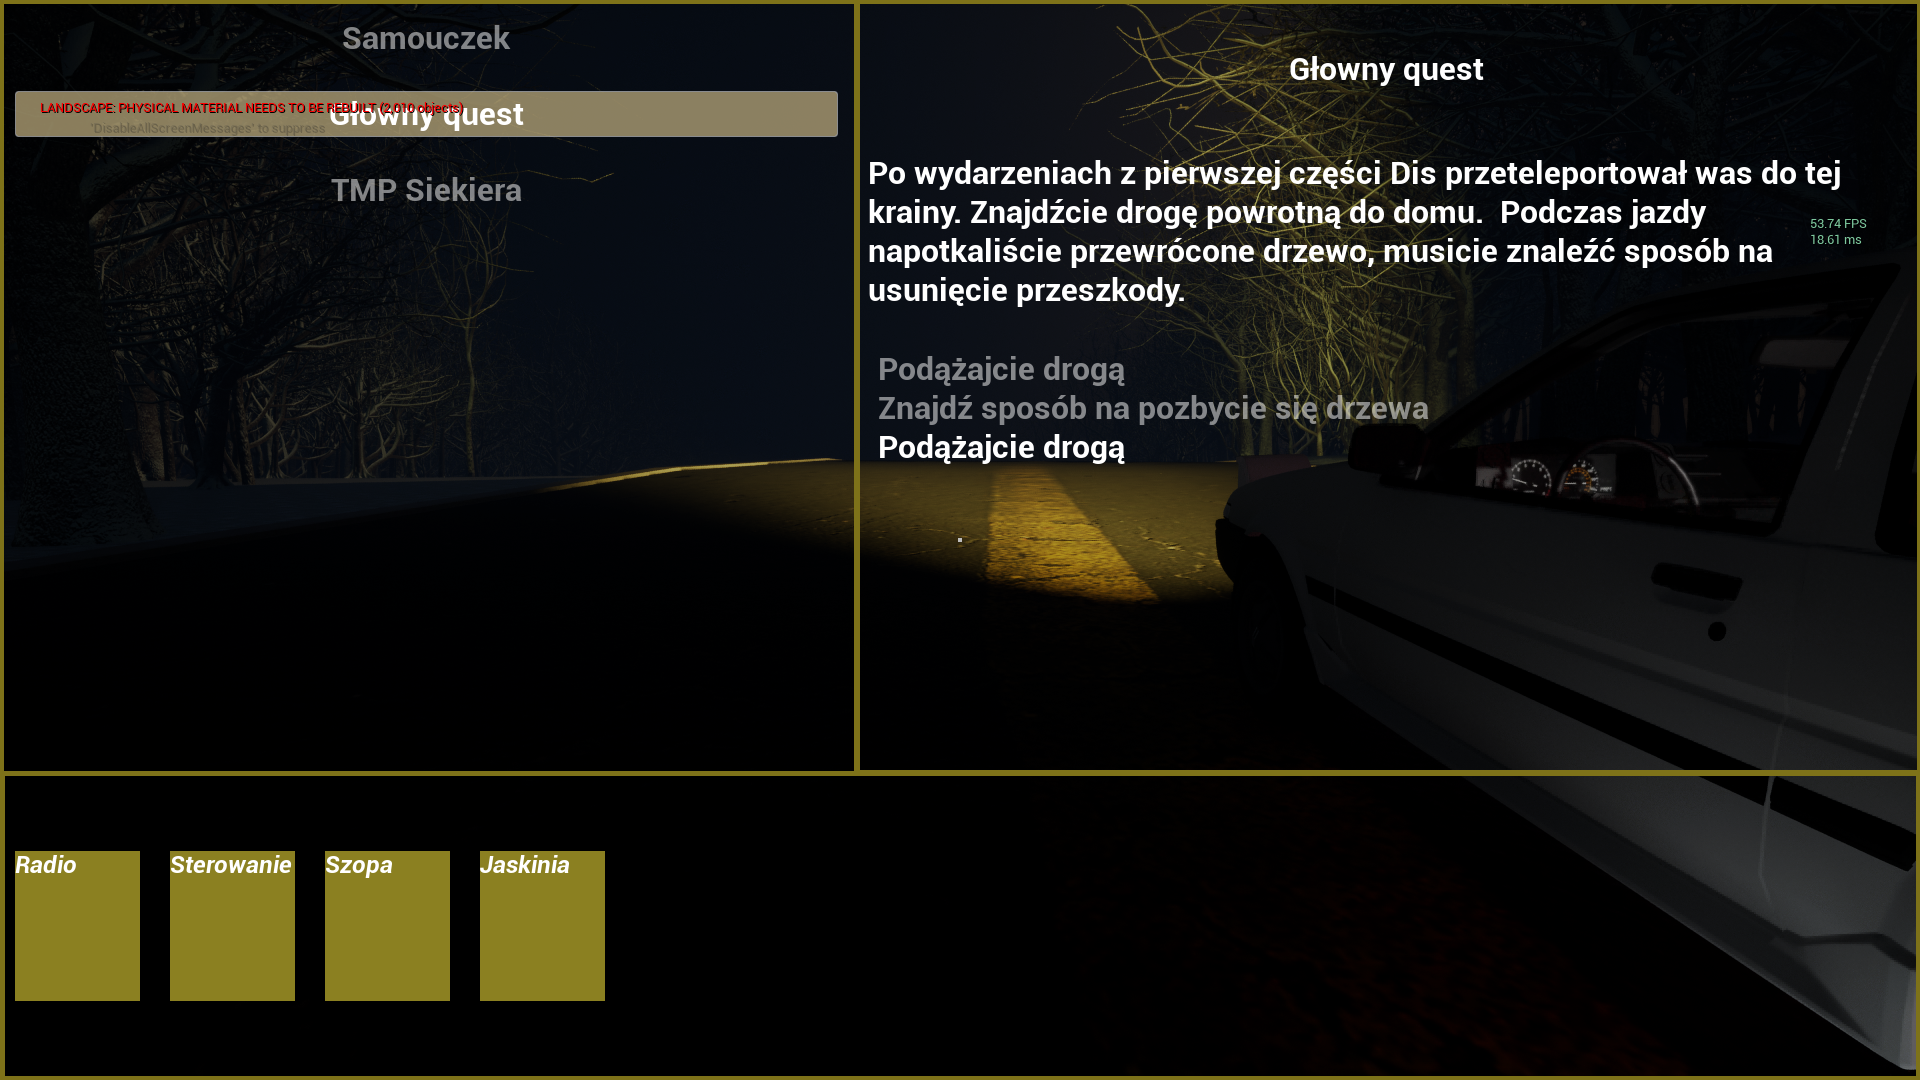 Samouczek
LANDSCAPE: PHYSICAL MATERIAL NEEDS TO BE REBUILT (2,010 objects)
Głowny quest
'DisableAllScreenMessages' to suppress
TMP Siekiera
Głowny quest
Po wydarzeniach z pierwszej części Dis przeteleportował was do tej
krainy. Znajdźcie drogę powrotną do domu.  Podczas jazdy
napotkaliście przewrócone drzewo, musicie znaleźć sposób na
usunięcie przeszkody.
53.74 FPS
18.61 ms
Podążajcie drogą
Znajdź sposób na pozbycie się drzewa
Podążajcie drogą
Radio
Sterowanie
Szopa
Jaskinia